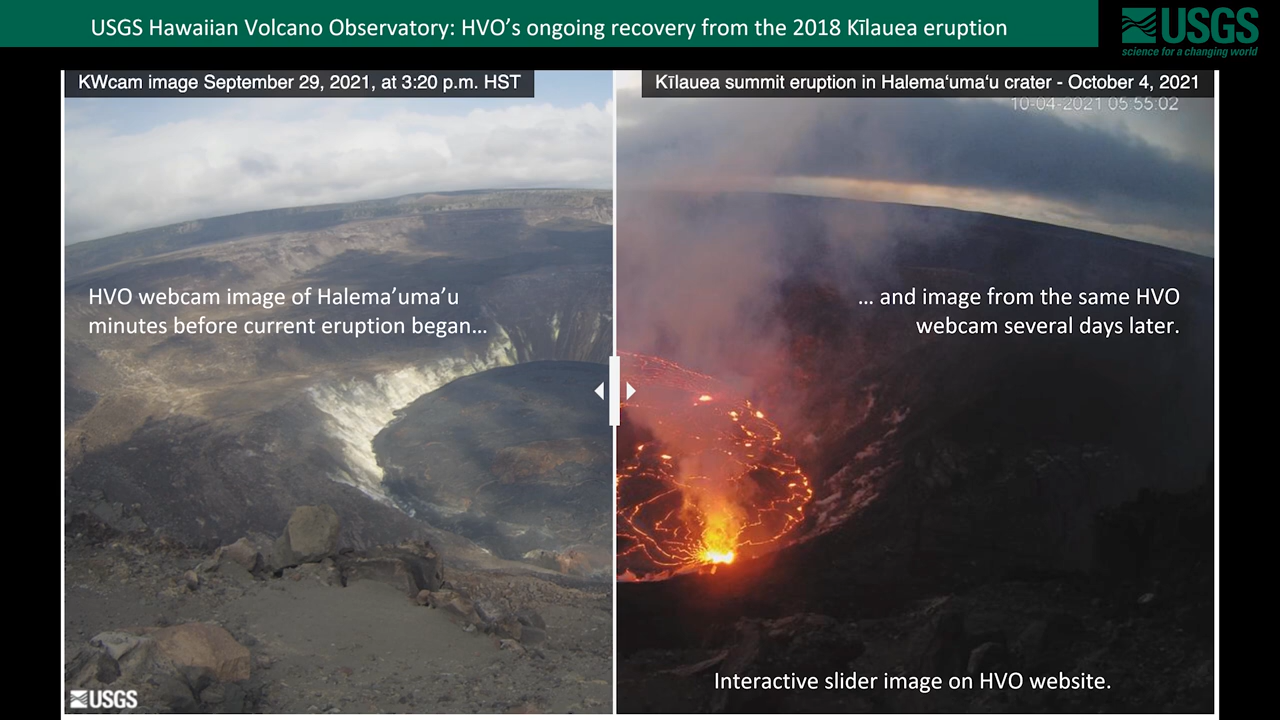 USGS Hawaiian Volcano Observatory: HVO’s ongoing recovery from the 2018 Kīlauea eruption
USGS
science for a changing world
KWcam image September 29, 2021, at 3:20 p.m. HST
Kīlauea summit eruption in Halemaʻumaʻu crater - October 4, 2021
10-04-2021 05:55:02
HVO webcam image of Halema’uma’u
minutes before current eruption began…
… and image from the same HVO
webcam several days later.
Interactive slider image on HVO website.
USGS